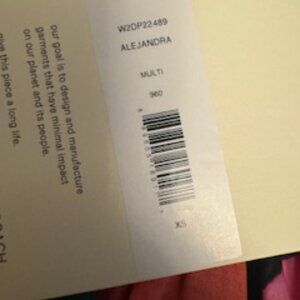 W2DP22489
ALEJANDRA
MULTI
960
XS
our goal is to design and manufacture
garments that have minimal impact
on our planet and its people.
give this piece a long life.